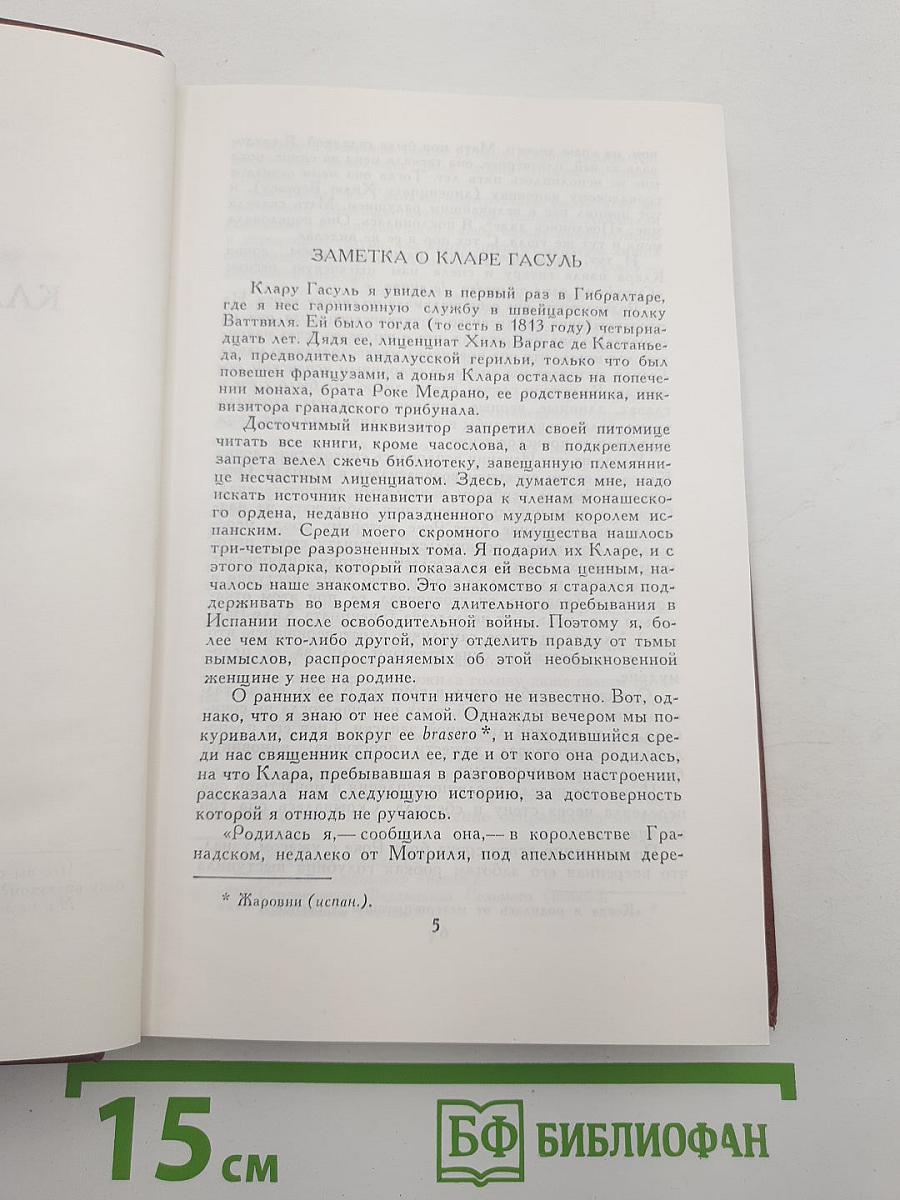 КЛА
ЗАМЕТКА О КЛАРЕ ГАСУЛЬ
Клару Гасуль я увидел в первый раз в Гибралтаре,
где я нес гарнизонную службу в швейцарском полку
Ваттвиля. Ей было тогда (то есть в 1813 году) четырна-
дцать лет. Дядя ее, лиценциат Хиль Варгас де Кастанье-
да, предводитель андалусской герильи, только что был
повешен французами, а донья Клара осталась на попече-
нии монаха, брата Роке Медрано, ее родственника, инк-
визитора гранадского трибунала.
Досточтимый инквизитор запретил своей питомице
читать все книги, кроме часослова, а в подкрепление
запрета велел сжечь библиотеку, завещанную племянни-
це несчастным лиценциатом. Здесь, думается мне, надо
искать источник ненависти автора к членам монашеско-
го ордена, недавно упраздненного мудрым королем ис-
панским. Среди моего скромного имущества нашлось
три-четыре разрозненных тома. Я подарил их Кларе, и с
этого подарка, который показался ей весьма ценным, на-
чалось наше знакомство. Это знакомство я старался под-
держивать во время своего длительного пребывания в
Испании после освободительной войны. Поэтому я, бо-
лее чем кто-либо другой, могу отделить правду от тьмы
вымыслов, распространяемых об этой необыкновенной
женщине у нее на родине.
О ранних ее годах почти ничего не известно. Вот, од-
нако, что я знаю от нее самой. Однажды вечером мы по-
куривали, сидя вокруг ее brasero*, и находившийся сре-
ди нас священник спросил ее, где и от кого она родилась,
на что Клара, пребывавшая в разговорчивом настроении,
рассказала нам следующую историю, за достоверность
которой я отнюдь не ручаюсь.
«Родилась я,— сообщила она,— в королевстве Гра-
надском, недалеко от Мотриля, под апельсинным дере-
* Жаровни (испан.).
5
15 см
БФ БИБЛИОФАН